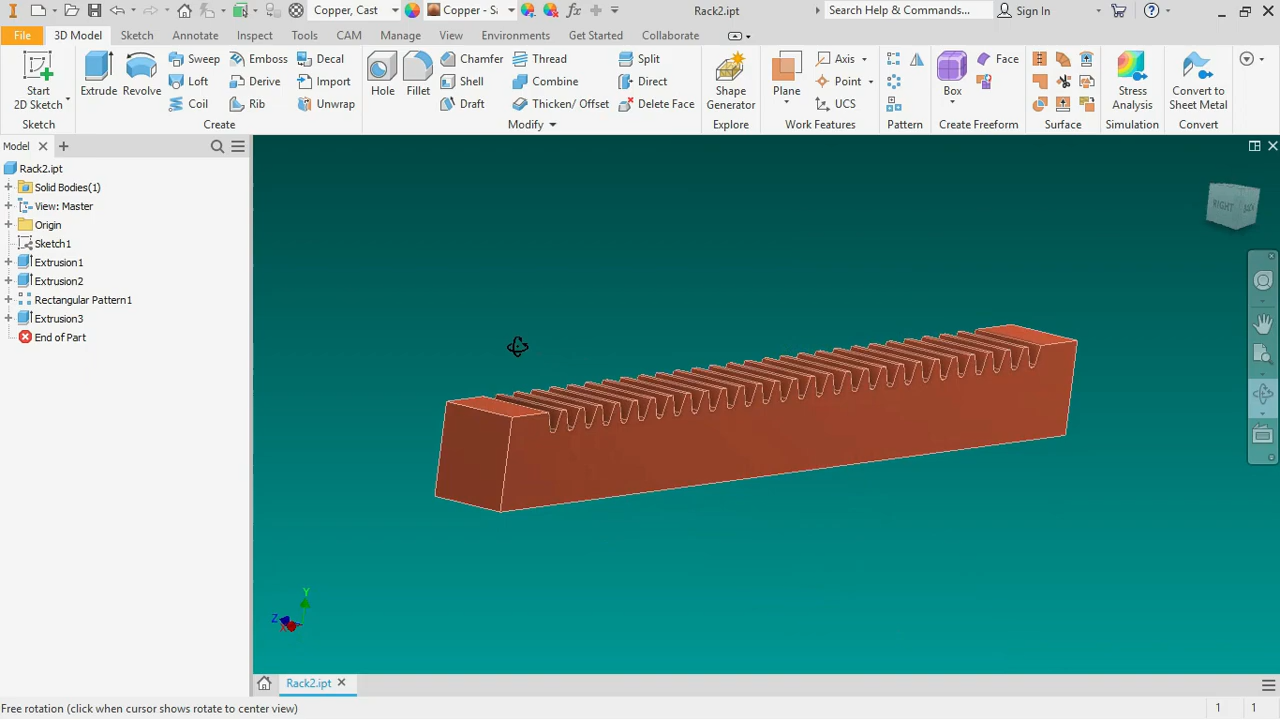 Copper, Cast
Copper - Sa
Rack2.ipt
Search Help & Commands...
Sign In
File
3D Model
Sketch
Annotate
Inspect
Tools
CAM
Manage
View
Environments
Get Started
Collaborate
Start
2D Sketch
Sketch
Extrude
Revolve
Sweep
Emboss
Decal
Loft
Derive
Import
Coil
Rib
Unwrap
Create
Hole
Fillet
Chamfer
Thread
Split
Shell
Combine
Direct
Draft
Thicken/ Offset
Delete Face
Modify
Shape
Generator
Explore
Plane
Axis
Point
UCS
Work Features
Pattern
Box
Face
Create Freeform
Surface
Stress
Analysis
Simulation
Convert to
Sheet Metal
Convert
Model
Rack2.ipt
Solid Bodies(1)
View: Master
Origin
Sketch1
Extrusion1
Extrusion2
Rectangular Pattern1
Extrusion3
End of Part
RIGHT
Y
Z
X
Rack2.ipt
Free rotation (click when cursor shows rotate to center view)
1
1